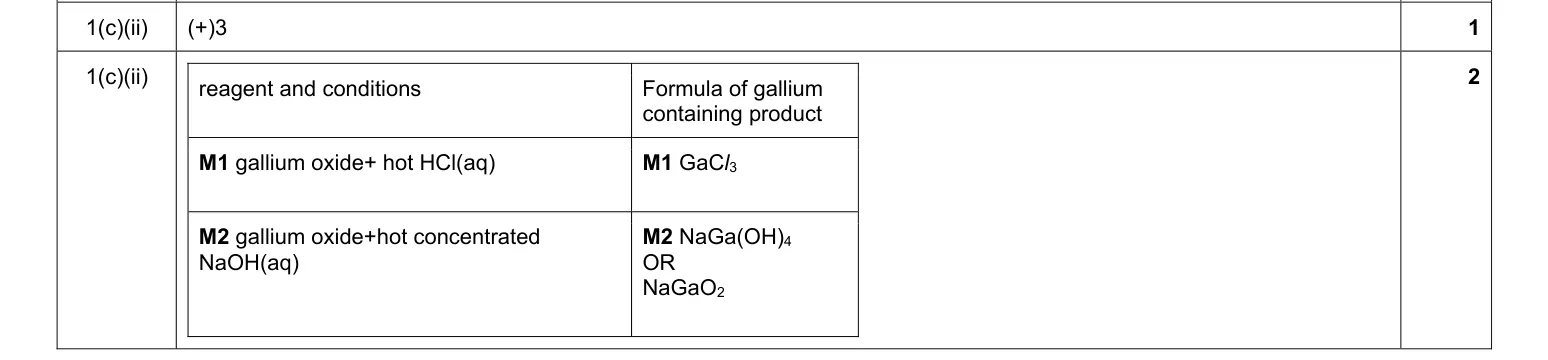 1(c)(ii) (+)3 1
1(c)(ii) 2
reagent and conditions Formula of gallium
containing product
M1 gallium oxide+ hot HCl(aq) M1 GaCl₃
M2 gallium oxide+hot concentrated M2 NaGa(OH)₄
NaOH(aq) OR
NaGaO₂